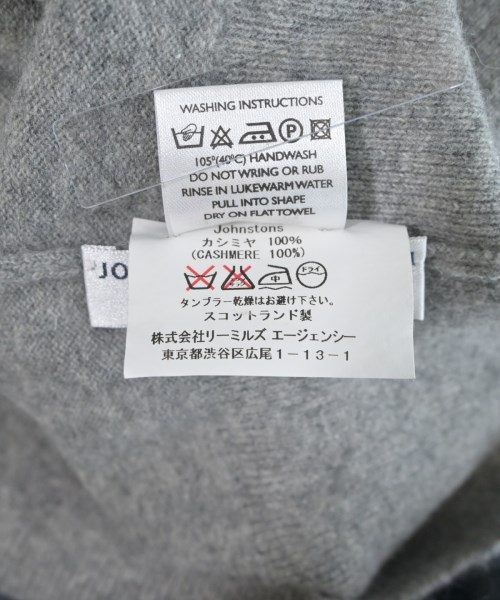 WASHING INSTRUCTIONS
P
105°(40°C) HANDWASH
DO NOT WRING OR RUB
RINSE IN LUKEWARM WATER
PULL INTO SHAPE
DRY ON FLAT TOWEL
Johnstons
カシミヤ 100%
(CASHMERE 100%)
中 ドライ
タンブラー乾燥はお避け下さい。
スコットランド製
株式会社リーミルズ エージェンシー
東京都渋谷区広尾1-13-1
JO